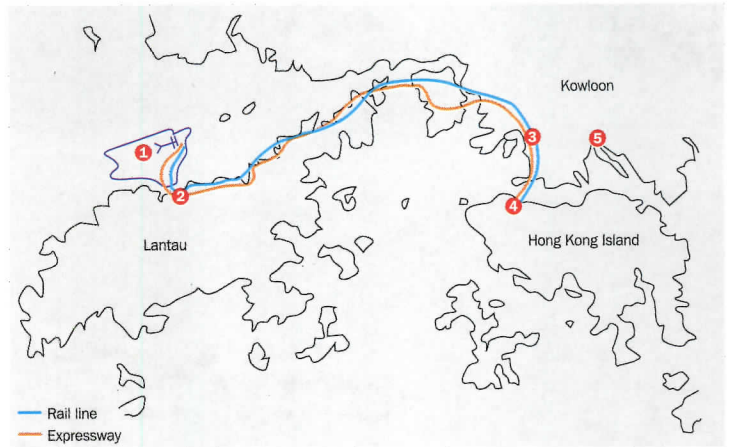 Kowloon
1
3
5
2
4
Lantau
Hong Kong Island
Rail line
Expressway